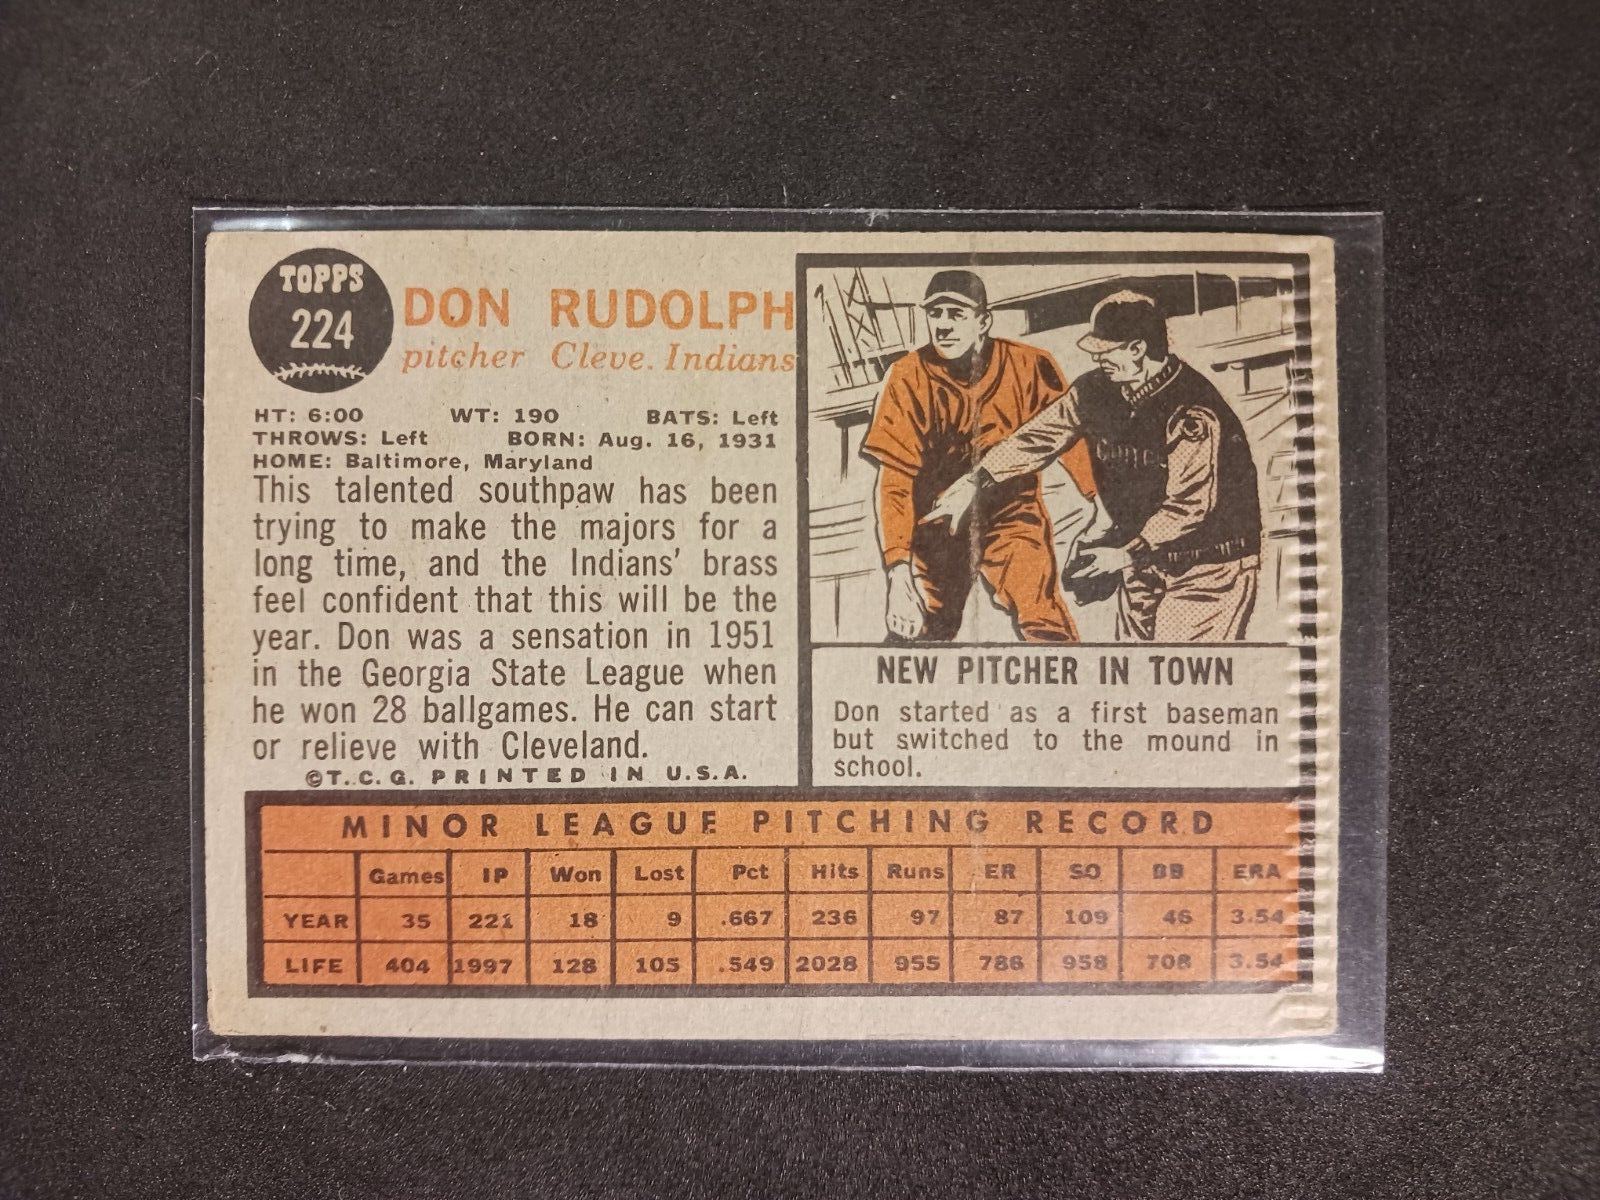 TOPPS
224
DON RUDOLPH
pitcher Cleve. Indians
HT: 6:00 WT: 190 BATS: Left
THROWS: Left BORN: Aug. 16, 1931
HOME: Baltimore, Maryland
This talented southpaw has been
trying to make the majors for a
long time, and the Indians' brass
feel confident that this will be the
year. Don was a sensation in 1951
in the Georgia State League when
he won 28 ballgames. He can start
or relieve with Cleveland.
©T.C.G. PRINTED IN U.S.A.
NEW PITCHER IN TOWN
Don started as a first baseman
but switched to the mound in
school.
MINOR LEAGUE PITCHING RECORD
Games IP Won Lost Pct Hits Runs ER SO BB ERA
YEAR 35 221 18 9 .667 236 97 87 109 46 3.54
LIFE 404 1997 128 105 .549 2028 955 786 958 708 3.54